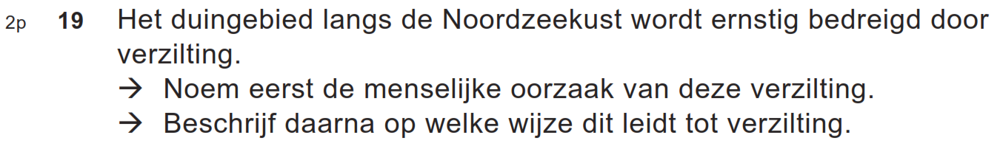 2p 19 Het duingebied langs de Noordzeekust wordt ernstig bedreigd door
verzilting.
→ Noem eerst de menselijke oorzaak van deze verzilting.
→ Beschrijf daarna op welke wijze dit leidt tot verzilting.